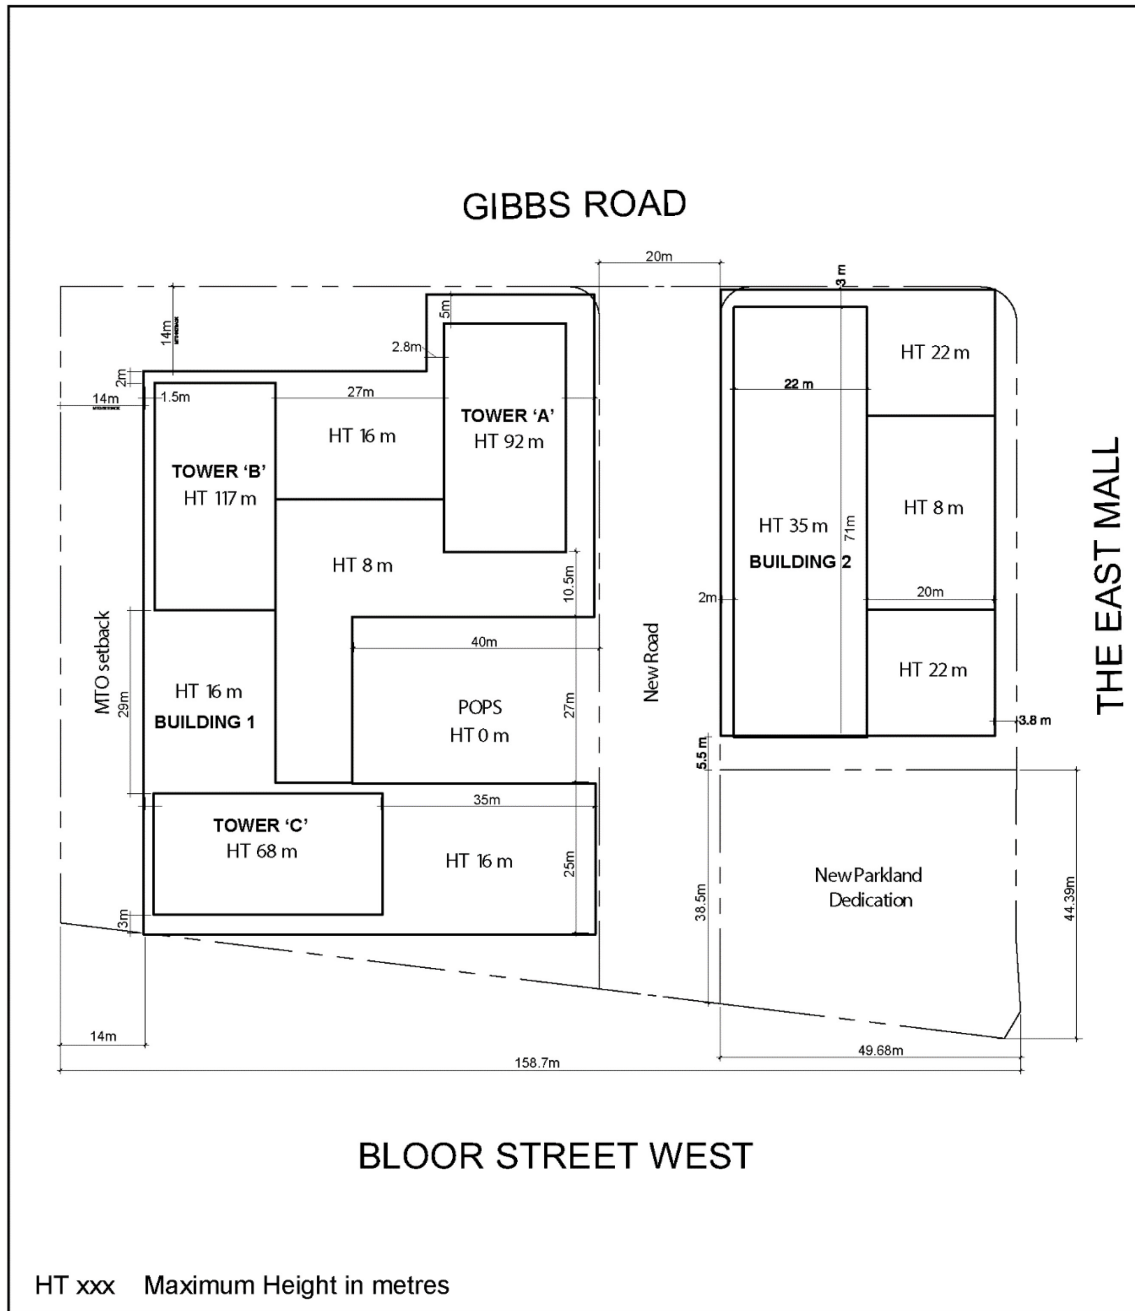 GIBBS ROAD
20m
3 m
14m
5m
2.8m
HT 22 m
2m
14m
1.5m
27m
22 m
TOWER ‘A’
HT 92 m
HT 16 m
TOWER ‘B’
HT 117 m
HT 35 m
BUILDING 2
71m
HT 8 m
HT 8 m
10.5m
2m
20m
THE EAST MALL
MTO setback
40m
New Road
29m
HT 16 m
BUILDING 1
POPS
HT 0 m
27m
HT 22 m
3.8 m
5.5 m
35m
TOWER ‘C’
HT 68 m
HT 16 m
25m
3m
38.5m
New Parkland
Dedication
44.39m
14m
49.68m
158.7m
BLOOR STREET WEST
HT xxx Maximum Height in metres